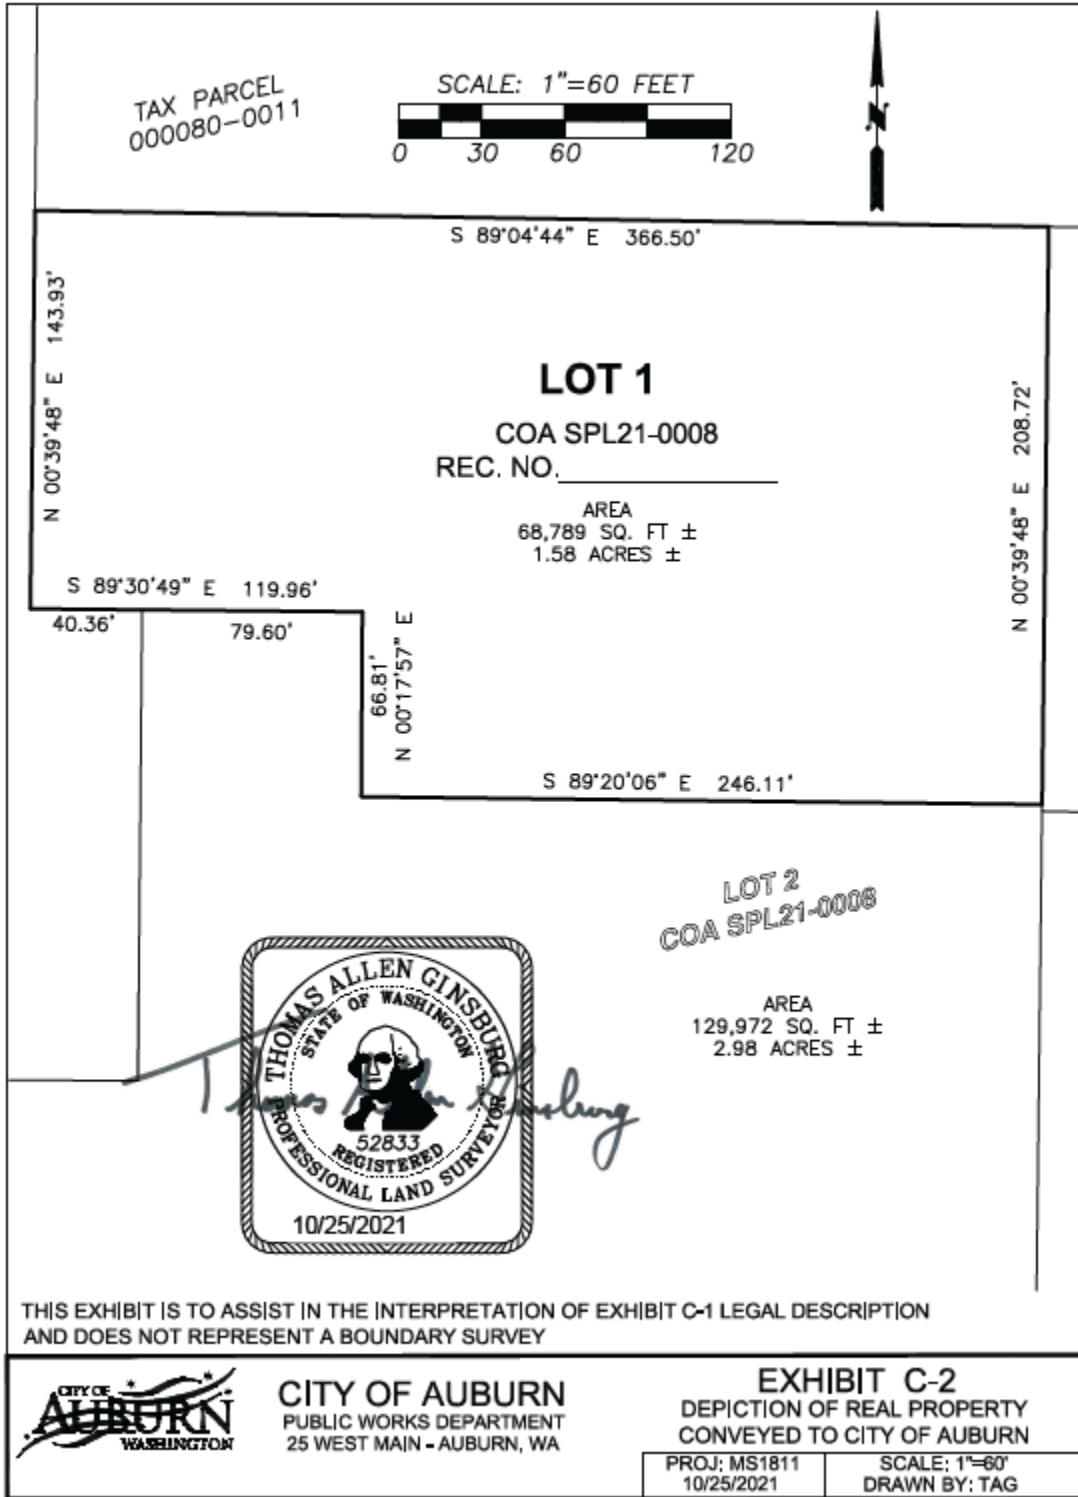 TAX PARCEL
000080-0011
SCALE: 1"=60 FEET
0 30 60 120
N
S 89°04'44" E 366.50'
N 00°39'48" E 143.93'
LOT 1
COA SPL21-0008
REC. NO.
AREA
68,789 SQ. FT ±
1.58 ACRES ±
N 00°39'48" E 208.72'
S 89°30'49" E 119.96'
40.36' 79.60'
66.81'
N 00°17'57" E
S 89°20'06" E 246.11'
LOT 2
COA SPL21-0008
AREA
129,972 SQ. FT ±
2.98 ACRES ±
THOMAS ALLEN GINSBURG
STATE OF WASHINGTON
Thomas Allen Ginsburg
52833
REGISTERED
PROFESSIONAL LAND SURVEYOR
10/25/2021
THIS EXHIBIT IS TO ASSIST IN THE INTERPRETATION OF EXHIBIT C-1 LEGAL DESCRIPTION
AND DOES NOT REPRESENT A BOUNDARY SURVEY
CITY OF
AUBURN
WASHINGTON
CITY OF AUBURN
PUBLIC WORKS DEPARTMENT
25 WEST MAIN - AUBURN, WA
EXHIBIT C-2
DEPICTION OF REAL PROPERTY
CONVEYED TO CITY OF AUBURN
PROJ: MS1811
10/25/2021
SCALE: 1"=60'
DRAWN BY: TAG